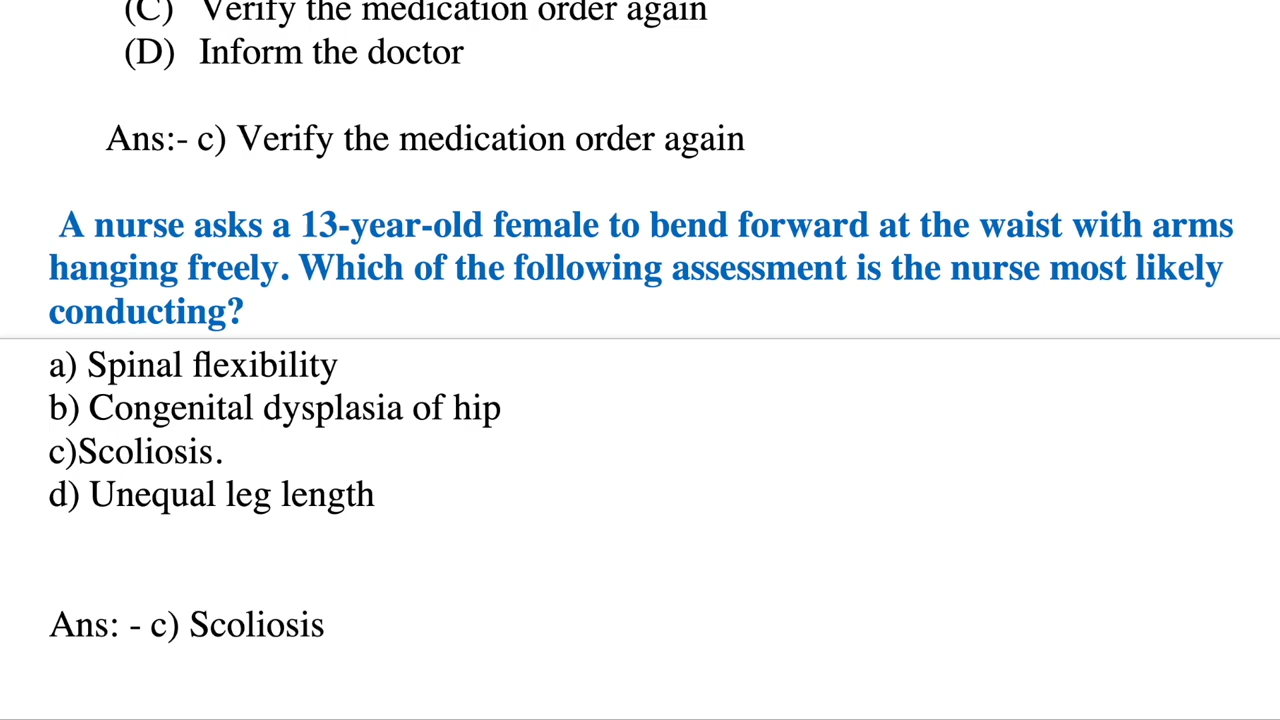 (C) Verify the medication order again
(D) Inform the doctor
Ans:- c) Verify the medication order again
A nurse asks a 13-year-old female to bend forward at the waist with arms
hanging freely. Which of the following assessment is the nurse most likely
conducting?
a) Spinal flexibility
b) Congenital dysplasia of hip
c)Scoliosis.
d) Unequal leg length
Ans: - c) Scoliosis